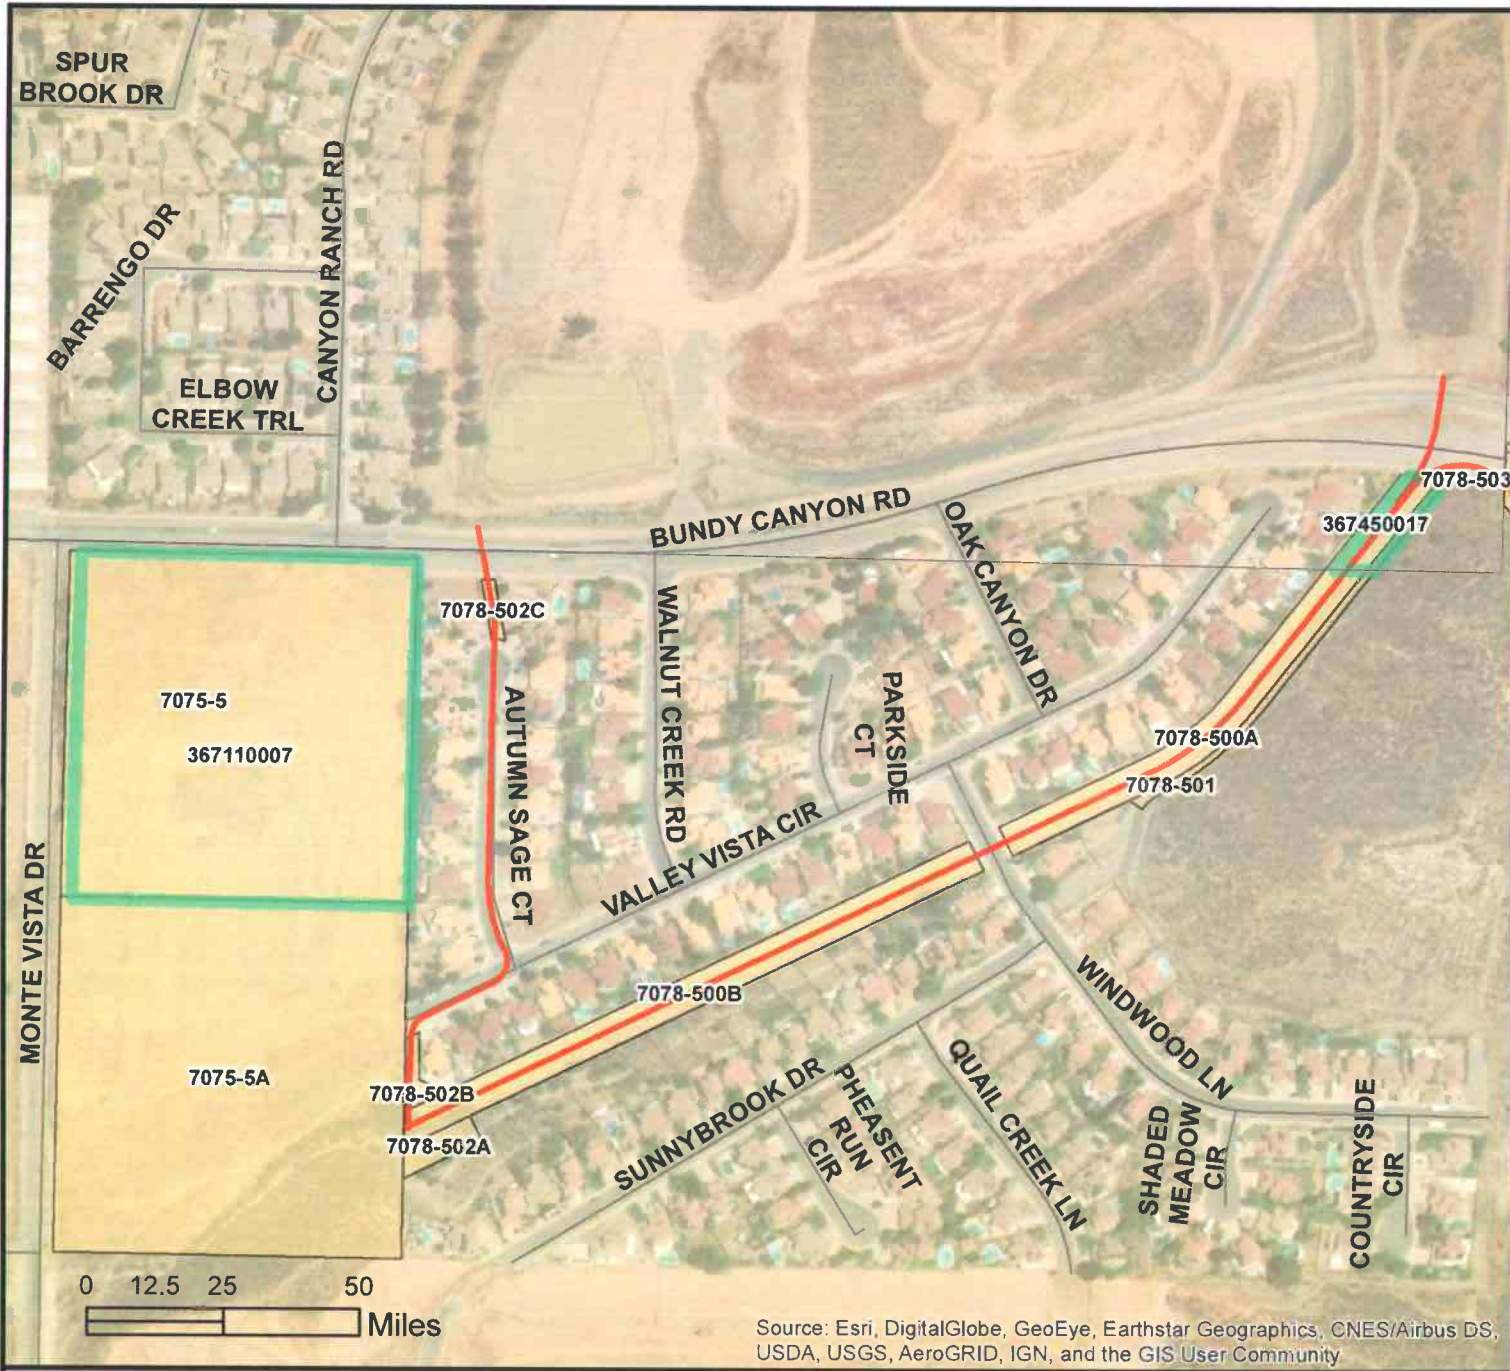 SPUR
BROOK DR
BARRENGO DR
CANYON RANCH RD
ELBOW
CREEK TRL
BUNDY CANYON RD
OAK CANYON DR
7078-503
367450017
7078-502C
WALNUT CREEK RD
PARKSIDE
CT
AUTUMN SAGE CT
7075-5
367110007
7078-500A
7078-501
VALLEY VISTA CIR
MONTE VISTA DR
7078-500B
WINDWOOD LN
7075-5A
7078-502B
7078-502A
SUNNYBROOK DR
PHEASENT
RUN
CIR
QUAIL CREEK LN
SHADED
MEADOW
CIR
COUNTRYSIDE
CIR
0 12.5 25 50
Miles
Source: Esri, DigitalGlobe, GeoEye, Earthstar Geographics, CNES/Airbus DS,
USDA, USGS, AeroGRID, IGN, and the GIS User Community